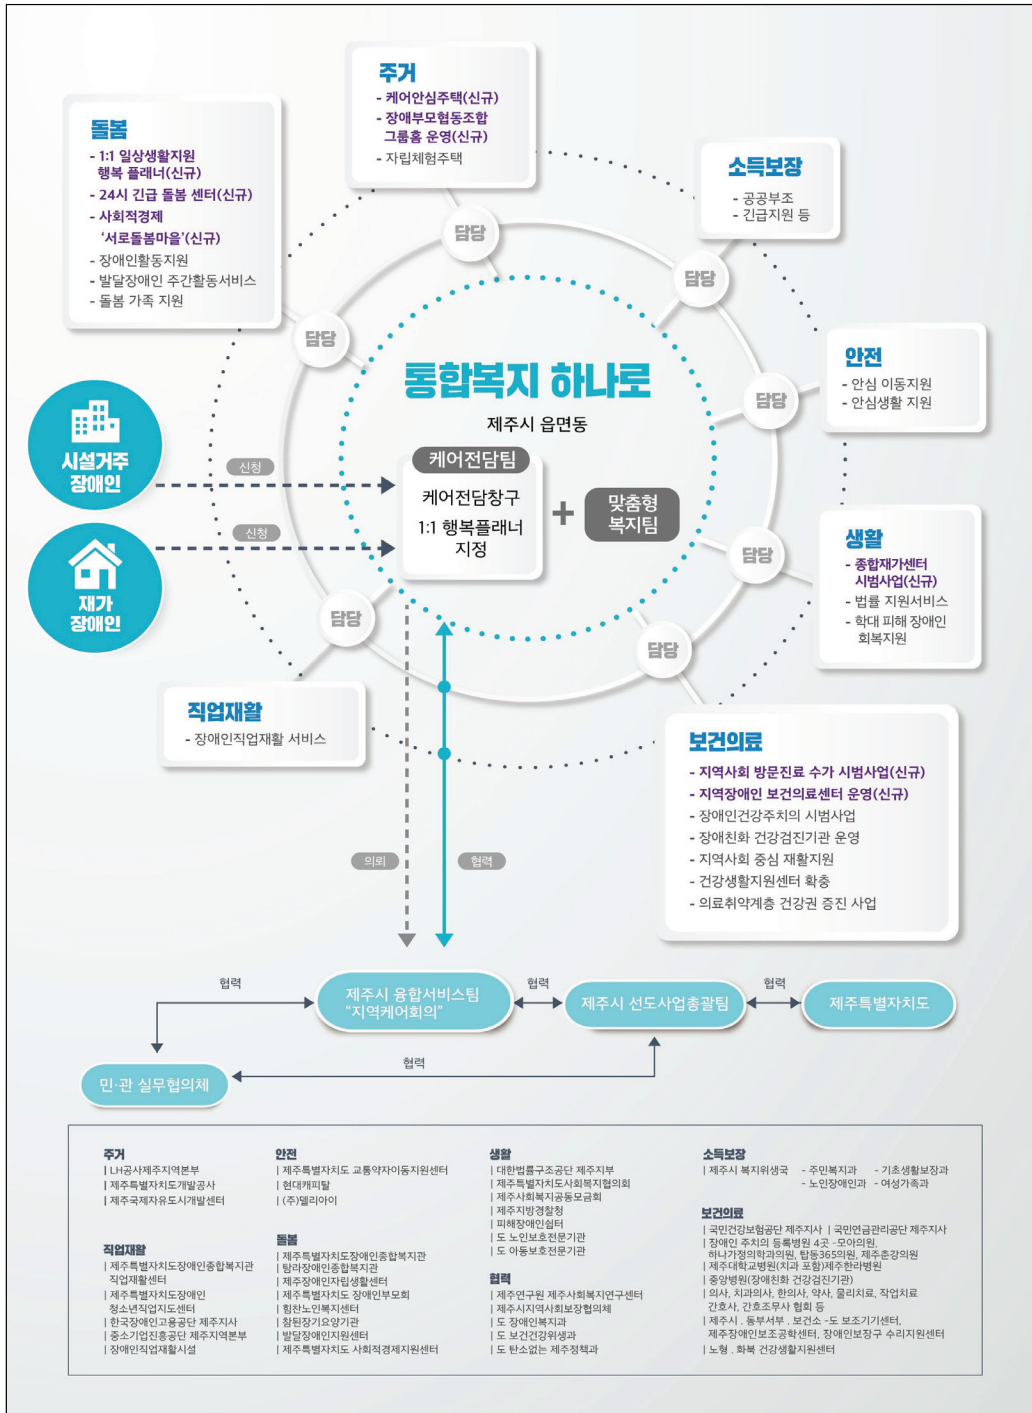 주거
- 케어안심주택(신규)
- 장애부모협동조합
그룹홈 운영(신규)
- 자립체험주택
돌봄
- 1:1 일상생활지원
행복 플래너(신규)
- 24시 긴급 돌봄 센터(신규)
- 사회적경제
‘서로돌봄마을’(신규)
- 장애인활동지원
- 발달장애인 주간활동서비스
- 돌봄 가족 지원
소득보장
- 공공부조
- 긴급지원 등
담당
담당
담당
안전
- 안심 이동지원
- 안심생활 지원
담당
통합복지 하나로
제주시 읍면동
케어전담팀
케어전담창구
1:1 행복플래너
지정
+
맞춤형
복지팀
시설거주
장애인
신청
재가
장애인
신청
생활
- 종합재가센터
시범사업(신규)
- 법률 지원서비스
- 학대 피해 장애인
회복지원
담당
담당
담당
직업재활
- 장애인직업재활 서비스
보건의료
- 지역사회 방문진료 수가 시범사업(신규)
- 지역장애인 보건의료센터 운영(신규)
- 장애인건강주치의 시범사업
- 장애친화 건강검진기관 운영
- 지역사회 중심 재활지원
- 건강생활지원센터 확충
- 의료취약계층 건강권 증진 사업
의뢰
협력
협력
제주시 융합서비스팀
“지역케어회의”
협력
제주시 선도사업총괄팀
협력
제주특별자치도
협력
민·관 실무협의체
주거
| LH공사제주지역본부
| 제주특별자치도개발공사
| 제주국제자유도시개발센터
직업재활
| 제주특별자치도장애인종합복지관
직업재활센터
| 제주특별자치도장애인
청소년직업지도센터
| 한국장애인고용공단 제주지사
| 중소기업진흥공단 제주지역본부
| 장애인직업재활시설
안전
| 제주특별자치도 교통약자이동지원센터
| 현대캐피탈
| (주)델리아이
돌봄
| 제주특별자치도장애인종합복지관
| 탐라장애인종합복지관
| 제주장애인자립생활센터
| 제주특별자치도 장애인부모회
| 힘찬노인복지센터
| 참된장기요양기관
| 발달장애인지원센터
| 제주특별자치도 사회적경제지원센터
생활
| 대한법률구조공단 제주지부
| 제주특별자치도사회복지협의회
| 제주사회복지공동모금회
| 제주지방경찰청
| 피해장애인쉼터
| 도 노인보호전문기관
| 도 아동보호전문기관
협력
| 제주연구원 제주사회복지연구센터
| 제주시지역사회보장협의체
| 도 장애인복지과
| 도 보건건강위생과
| 도 탄소없는 제주정책과
소득보장
| 제주시 복지위생국 - 주민복지과 - 기초생활보장과
- 노인장애인과 - 여성가족과
보건의료
| 국민건강보험공단 제주지사 | 국민연금관리공단 제주지사
| 장애인 주치의 등록병원 4곳 -모아의원,
하나가정의학과의원, 탑동365의원, 제주춘강의원
| 제주대학교병원(치과 포함)제주한라병원
| 중앙병원(장애친화 건강검진기관)
| 의사, 치과의사, 한의사, 약사, 물리치료, 작업치료
간호사, 간호조무사 협회 등
| 제주시 . 동부서부 . 보건소 -도 보조기기센터,
제주장애인보조공학센터, 장애인보장구 수리지원센터
| 노형 . 화북 건강생활지원센터